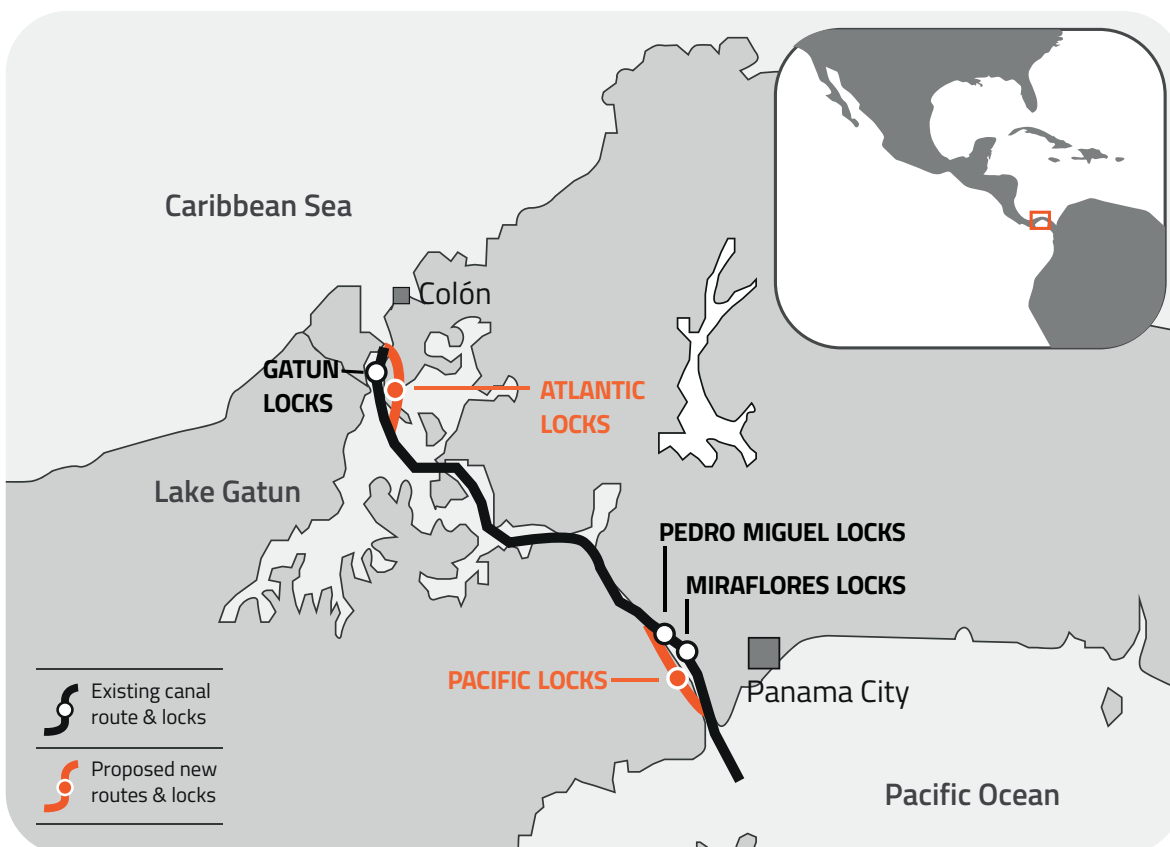 Caribbean Sea
Colón
GATUN
LOCKS
ATLANTIC
LOCKS
Lake Gatun
PEDRO MIGUEL LOCKS
MIRAFLORES LOCKS
PACIFIC LOCKS
Panama City
Pacific Ocean
Existing canal
route & locks
Proposed new
routes & locks